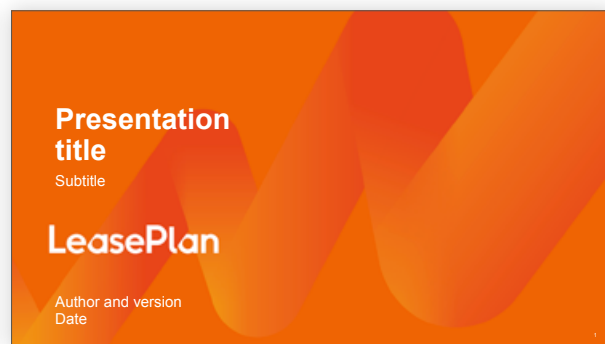 Presentation
title
Subtitle
LeasePlan
Author and version
Date
1